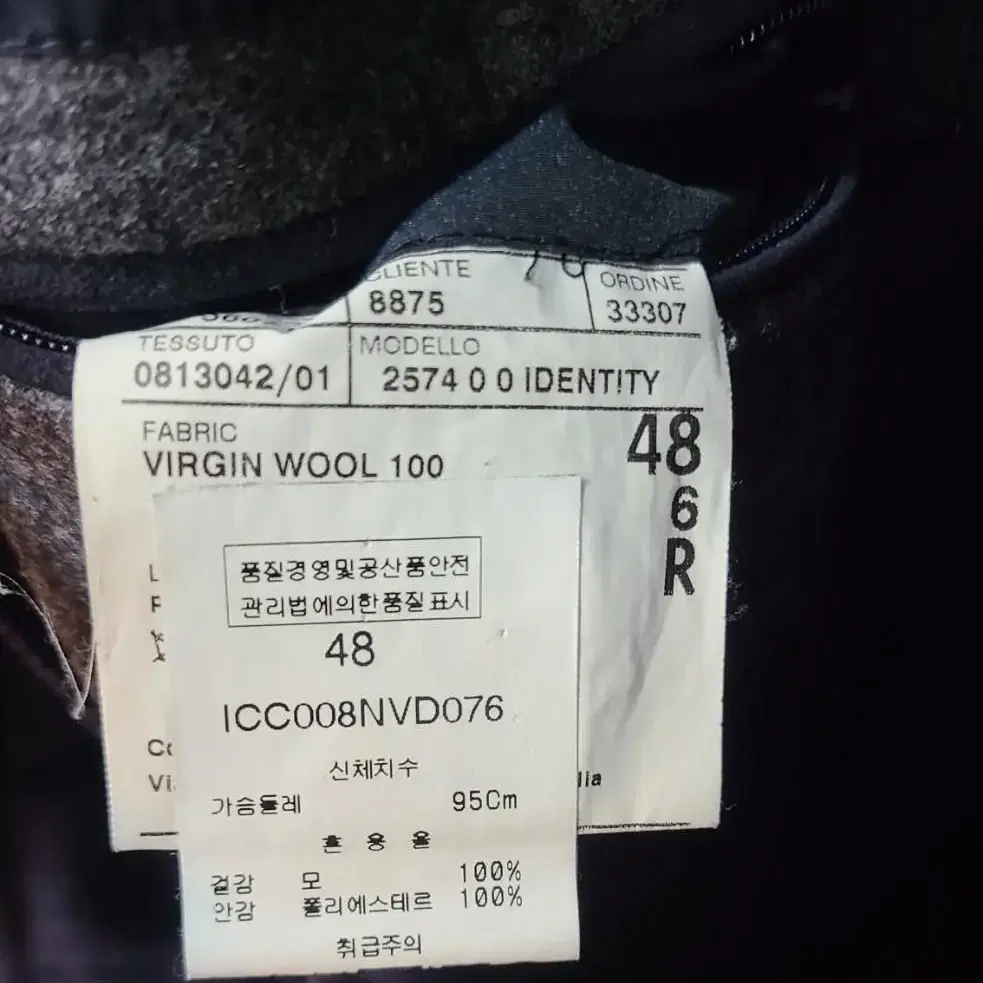 CLIENTE
ORDINE
8875
33307
TESSUTO
MODELLO
0813042/01
2574 0 0 IDENT!TY
FABRIC
48
VIRGIN WOOL 100
6
R
품질경영및공산품안전
관리법에의한품질표시
48
ICC008NVD076
신체치수
가슴둘레 95Cm
혼용율
겉감 모 100%
안감 폴리에스테르 100%
취급주의